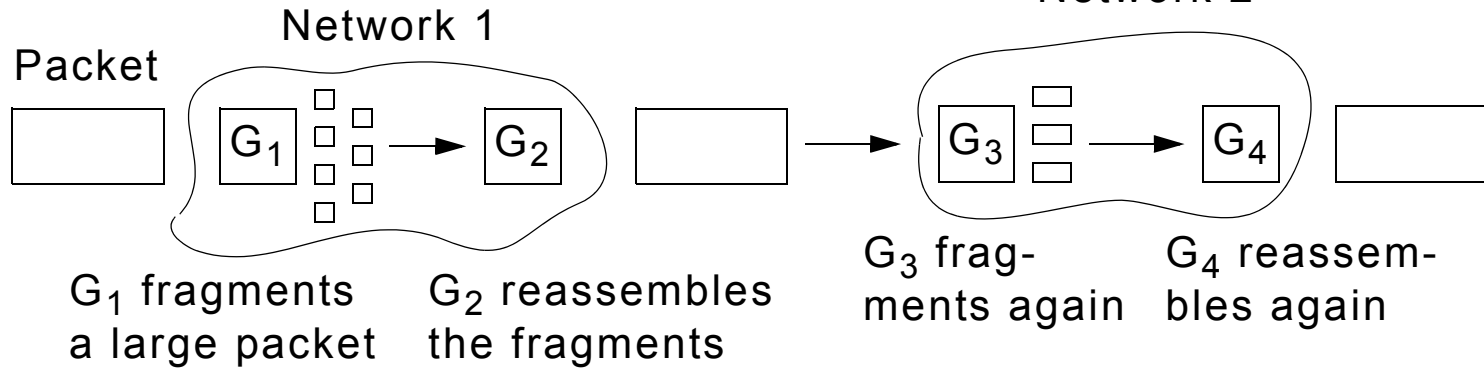 Network 1
Packet
G₁
G₂
G₃
G₄
G₁ fragments
a large packet
G₂ reassembles
the fragments
G₃ frag-
ments again
G₄ reassem-
bles again